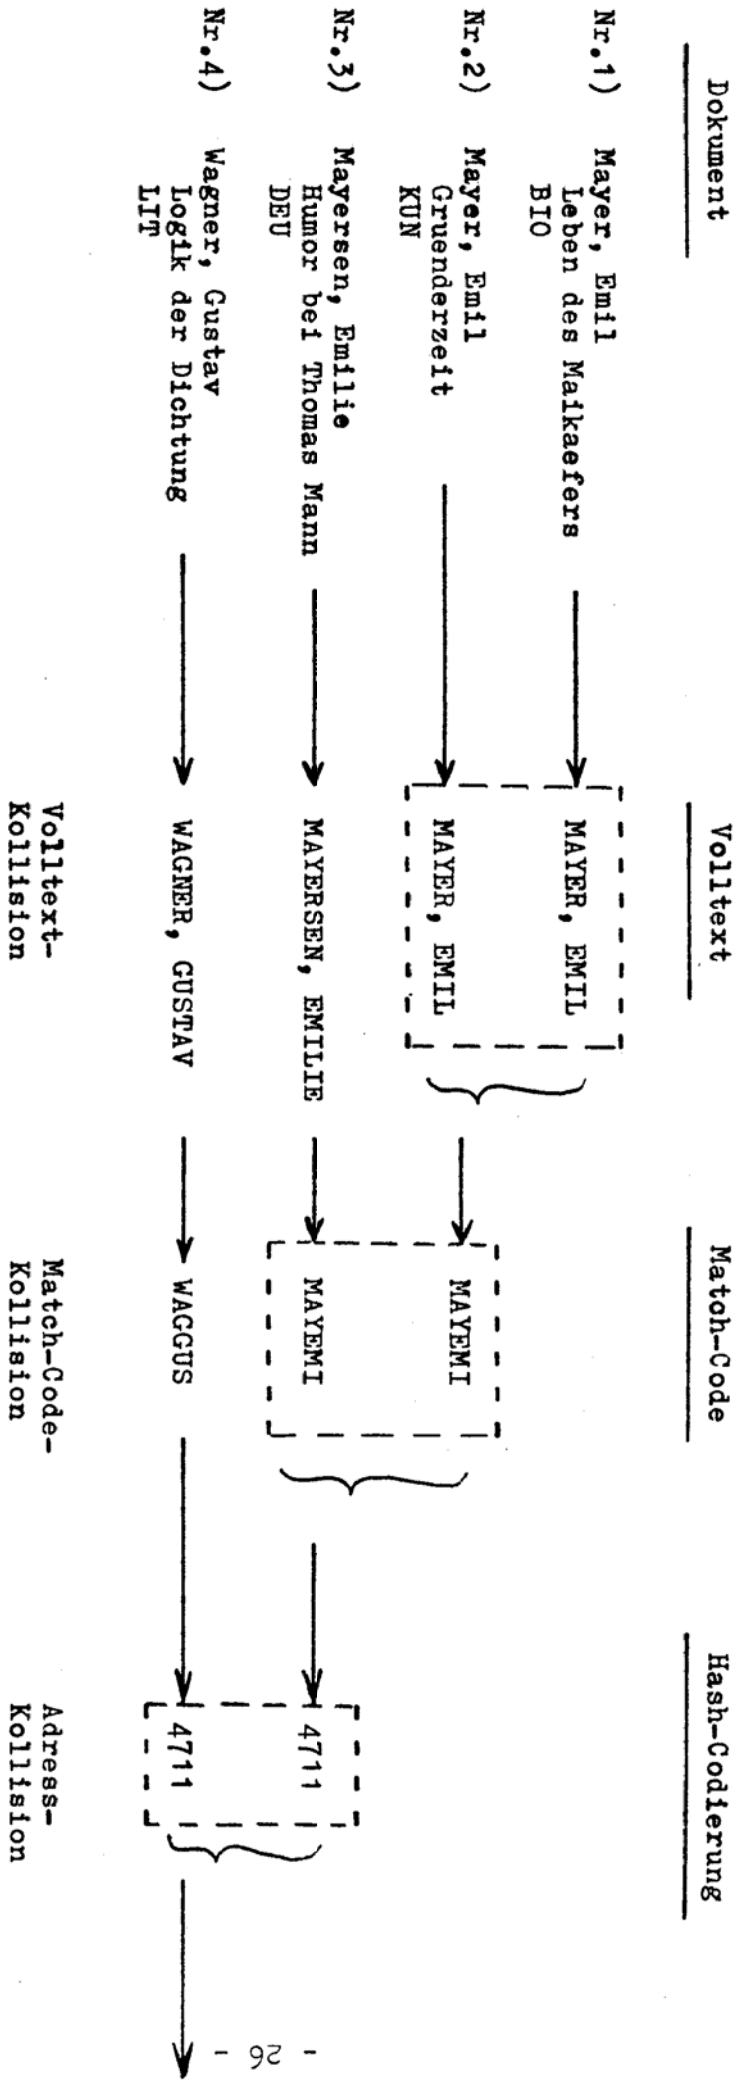 Dokument
Volltext
Match-Code
Hash-Codierung
Nr.1) Mayer, Emil
Leben des Maikaefers
BIO
MAYER, EMIL
Nr.2) Mayer, Emil
Gruenderzeit
KUN
MAYER, EMIL
MAYEMI
Nr.3) Mayersen, Emilie
Humor bei Thomas Mann
DEU
MAYERSEN, EMILIE
MAYEMI
4711
Nr.4) Wagner, Gustav
Logik der Dichtung
LIT
WAGNER, GUSTAV
WAGGUS
4711
Volltext-
Kollision
Match-Code-
Kollision
Adress-
Kollision
- 26 -